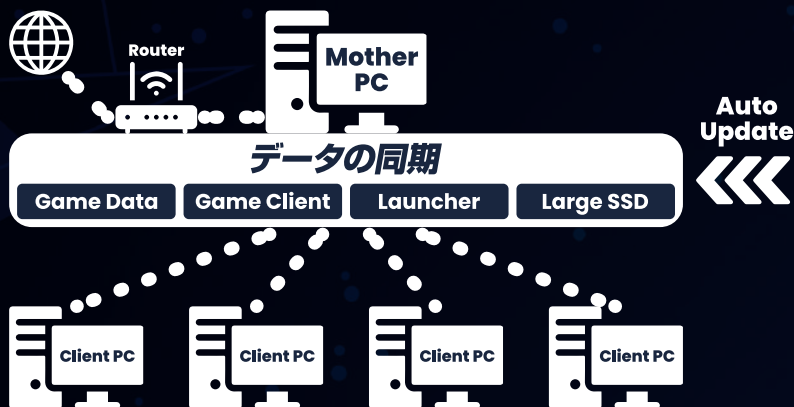 Router
Mother
PC
Auto
Update
データの同期
Game Data
Game Client
Launcher
Large SSD
Client PC
Client PC
Client PC
Client PC